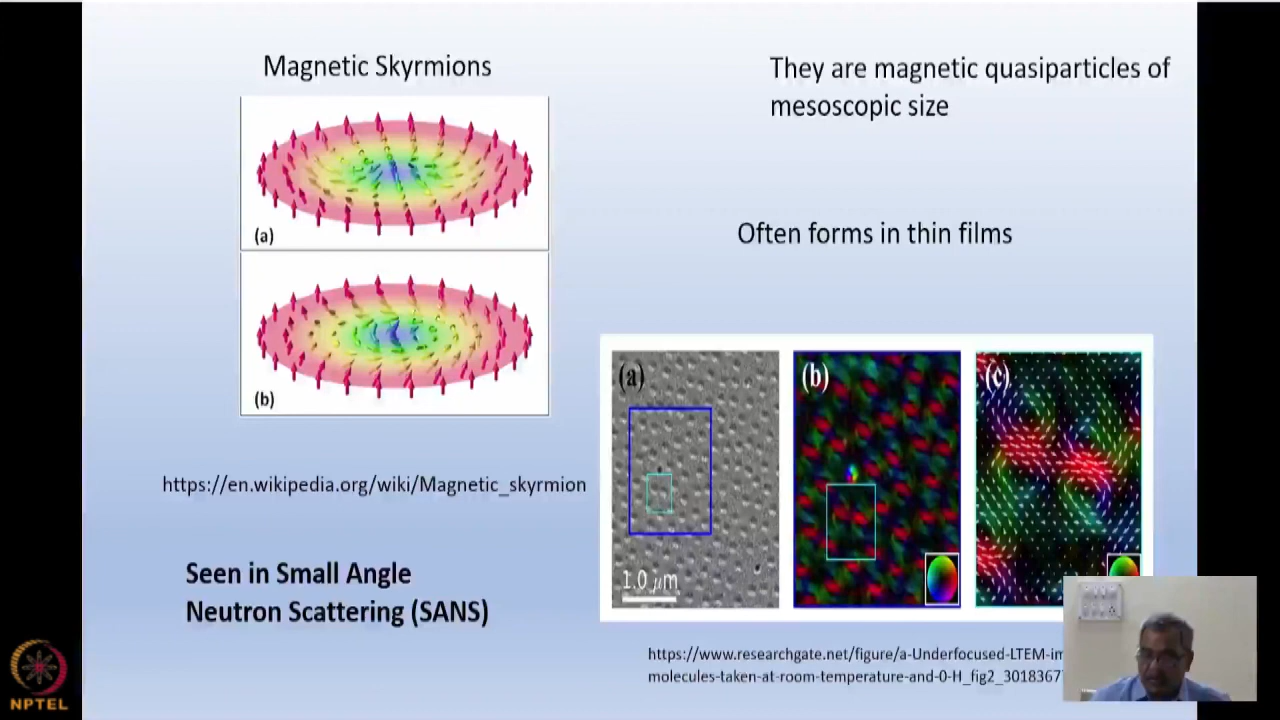 Magnetic Skyrmions
They are magnetic quasiparticles of
mesoscopic size
(a)
Often forms in thin films
(b)
(a)
(b)
(c)
1.0 μm
https://en.wikipedia.org/wiki/Magnetic_skyrmion
Seen in Small Angle
Neutron Scattering (SANS)
https://www.researchgate.net/figure/a-Underfocused-LTEM-im
molecules-taken-at-room-temperature-and-0-H_fig2_3018367
NPTEL